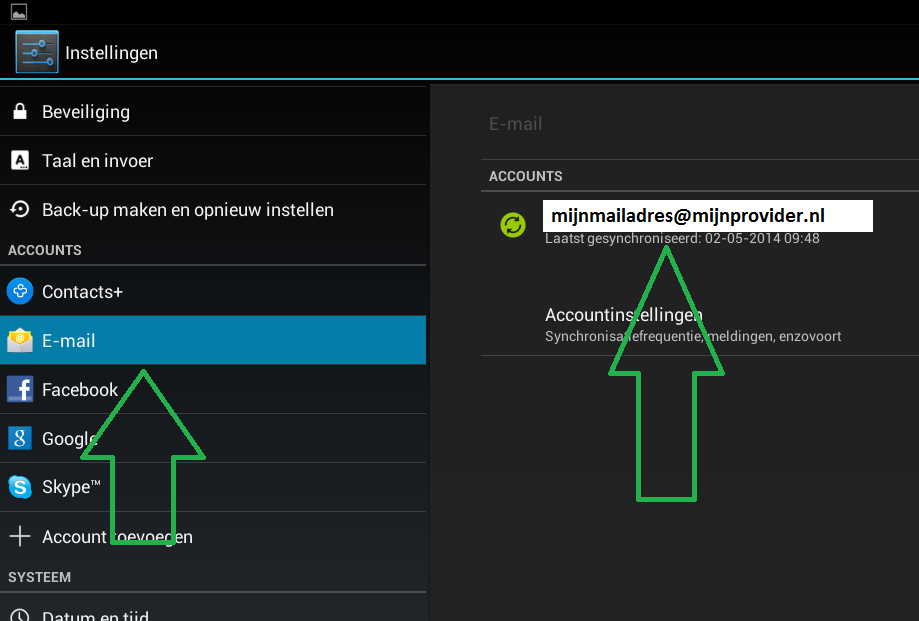 Instellingen
Beveiliging
Taal en invoer
Back-up maken en opnieuw instellen
ACCOUNTS
Contacts+
E-mail
Facebook
Google
Skype™
Account toevoegen
SYSTEEM
Datum en tijd
E-mail
ACCOUNTS
mijnmailadres@mijnprovider.nl
Laatst gesynchroniseerd: 02-05-2014 09:48
Accountinstellingen
Synchronisatiefrequentie, meldingen, enzovoort